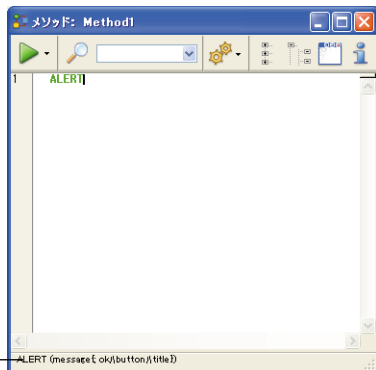 メソッド: Method1
1 ALERT
ALERT (message{; ok\button\title})